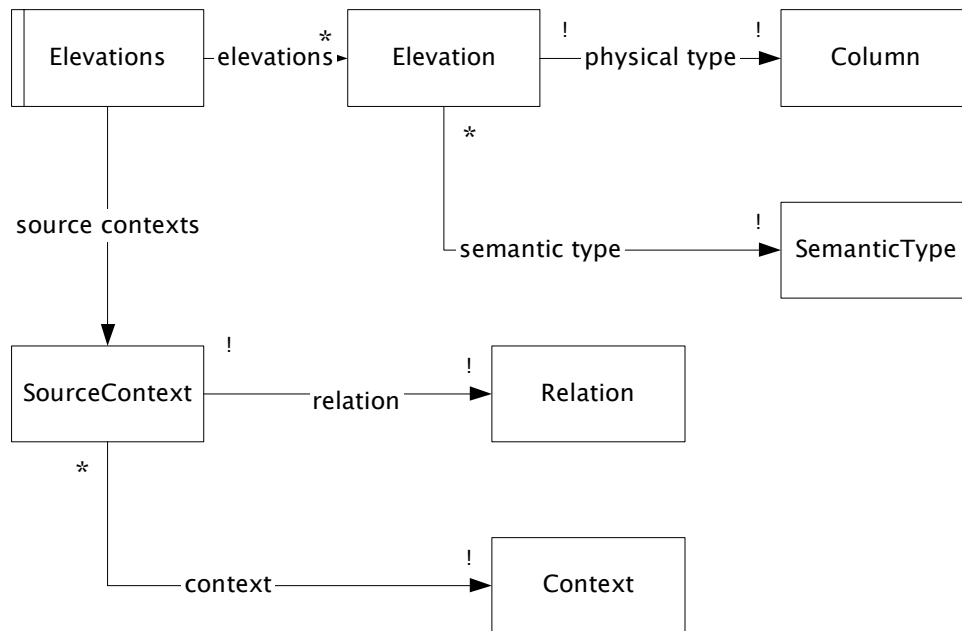 Elevations
elevations
*
Elevation
!
physical type
!
Column
*
source contexts
semantic type
!
SemanticType
SourceContext
!
relation
!
Relation
*
context
!
Context